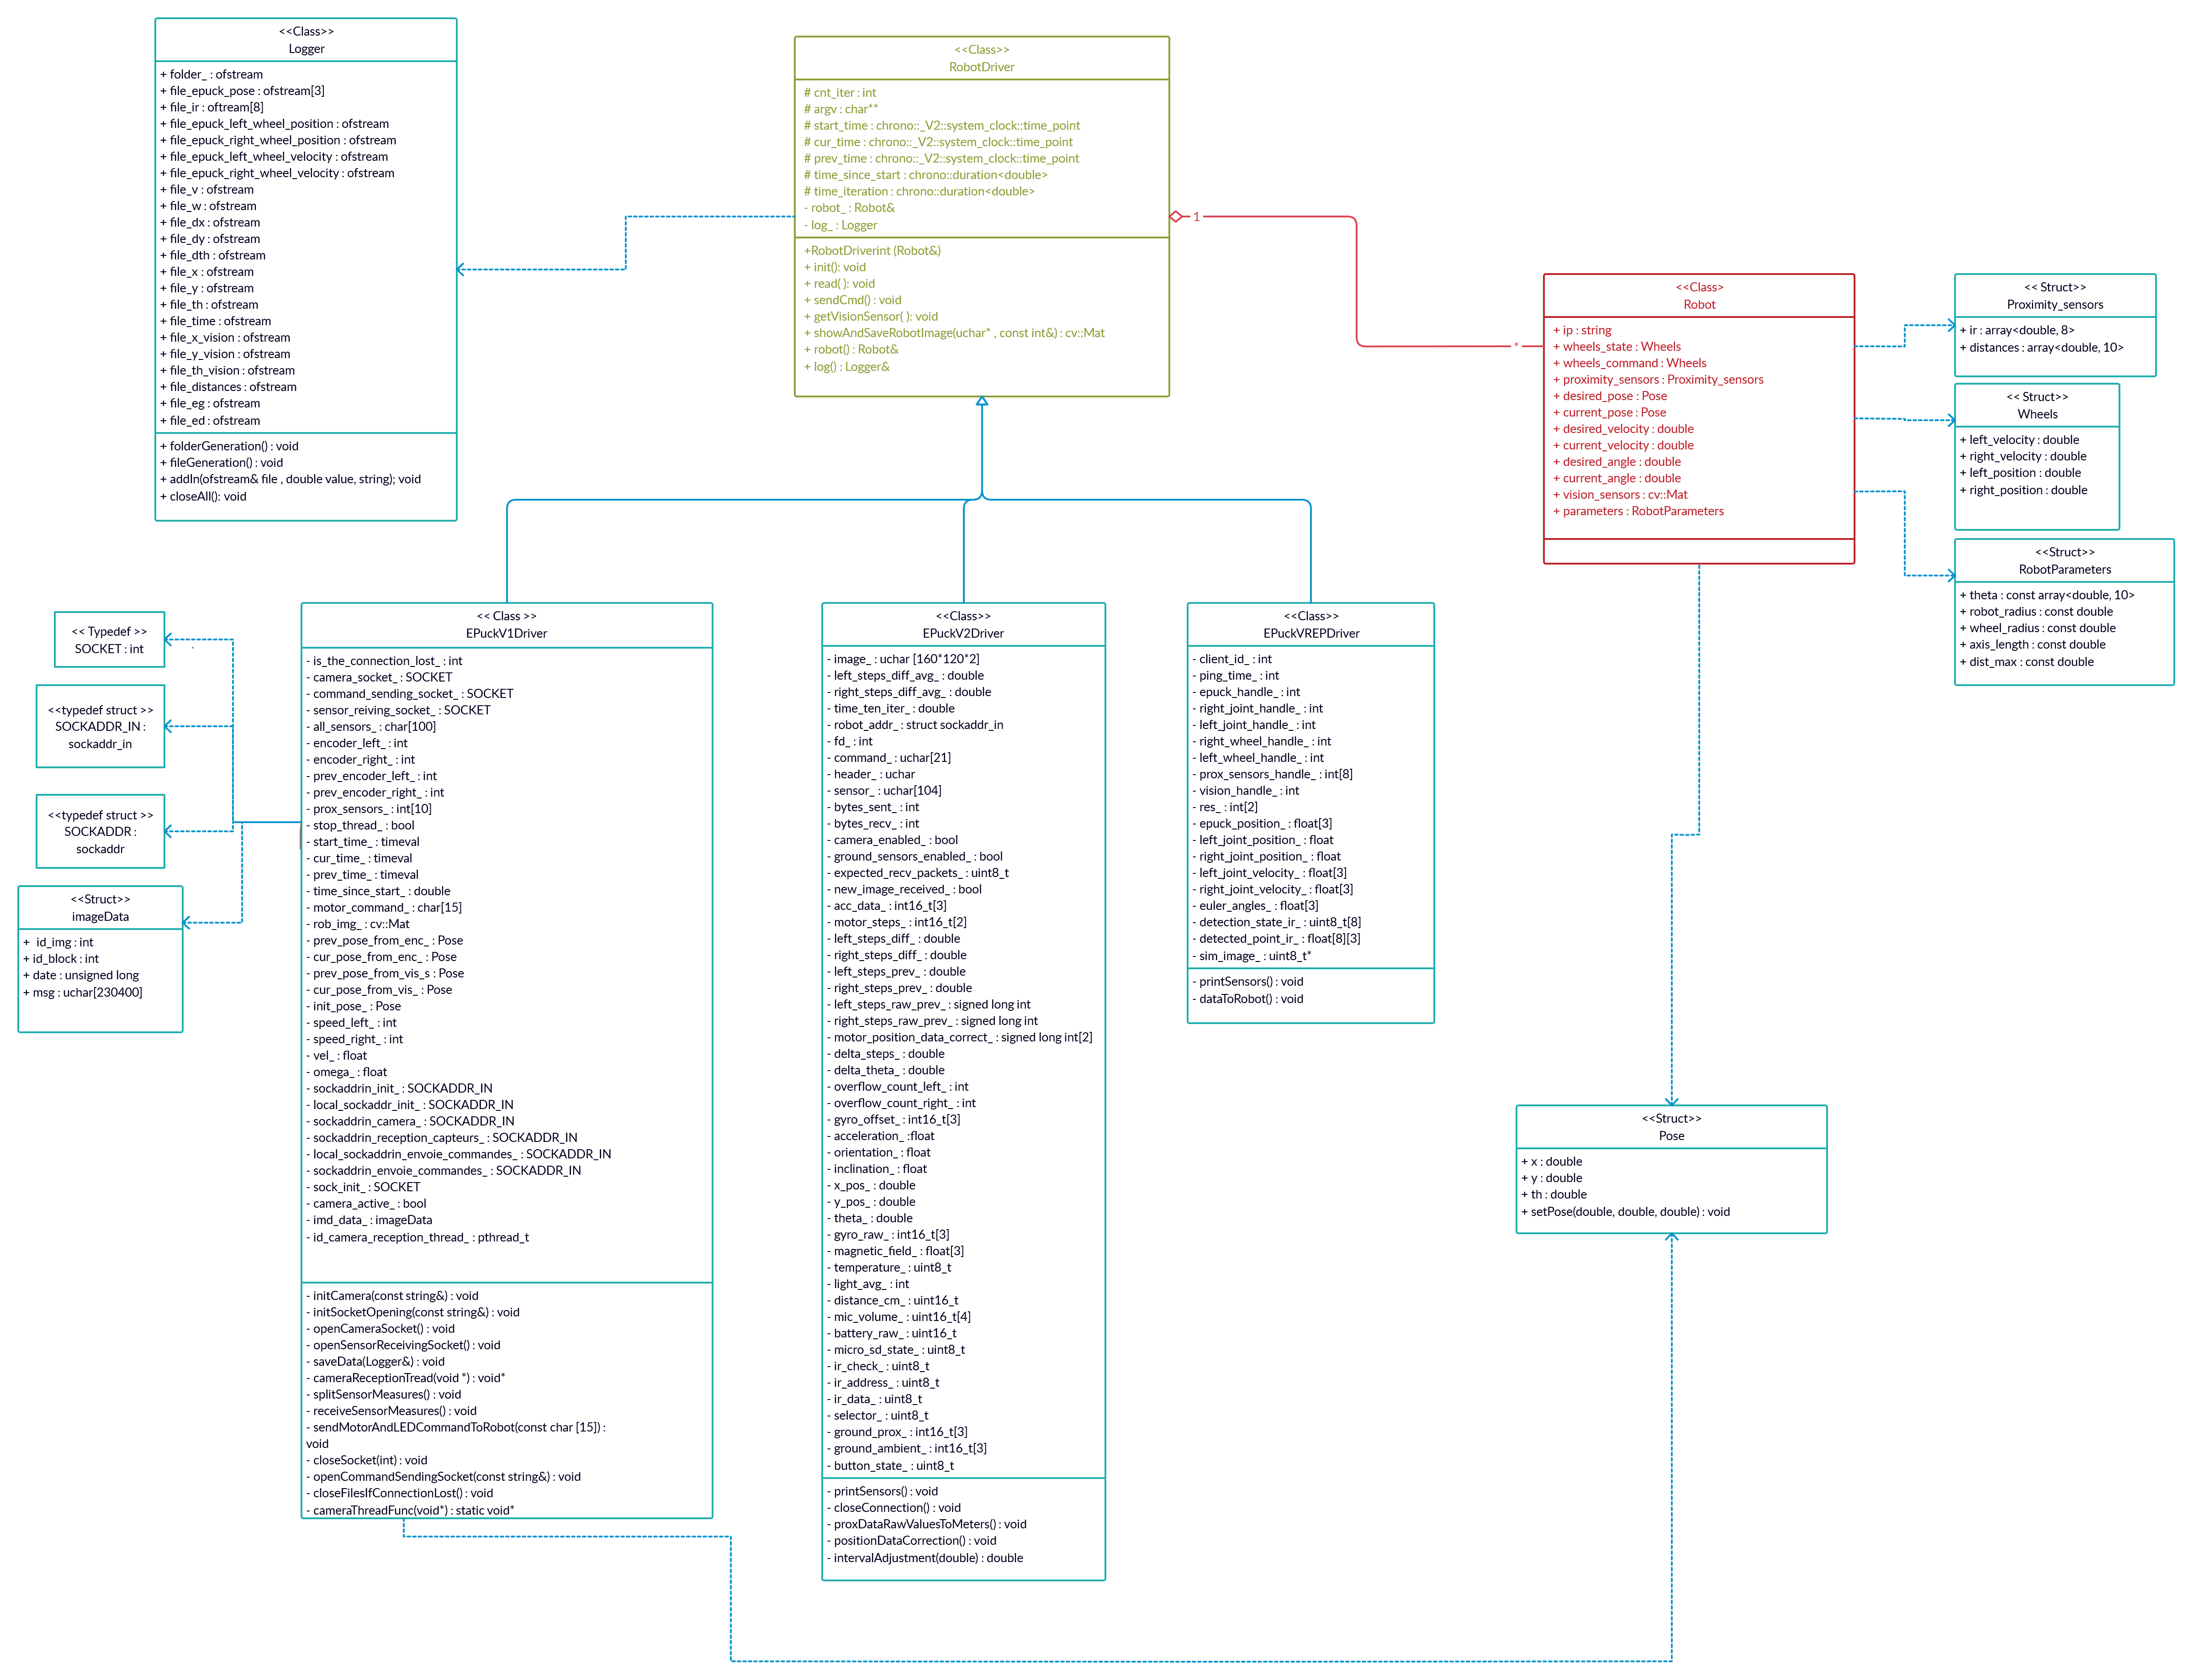 <<Class>>
Logger
+ folder_ : ofstream
+ file_epuck_pose : ofstream[3]
+ file_ir : oftream[8]
+ file_epuck_left_wheel_position : ofstream
+ file_epuck_right_wheel_position : ofstream
+ file_epuck_left_wheel_velocity : ofstream
+ file_epuck_right_wheel_velocity : ofstream
+ file_v : ofstream
+ file_w : ofstream
+ file_dx : ofstream
+ file_dy : ofstream
+ file_dth : ofstream
+ file_x : ofstream
+ file_y : ofstream
+ file_th : ofstream
+ file_time : ofstream
+ file_x_vision : ofstream
+ file_y_vision : ofstream
+ file_th_vision : ofstream
+ file_distances : ofstream
+ file_eg : ofstream
+ file_ed : ofstream
+ folderGeneration() : void
+ fileGeneration() : void
+ addIn(ofstream& file , double value, string); void
+ closeAll(): void
<<Class>>
RobotDriver
# cnt_iter : int
# argv : char**
# start_time : chrono::_V2::system_clock::time_point
# cur_time : chrono::_V2::system_clock::time_point
# prev_time : chrono::_V2::system_clock::time_point
# time_since_start : chrono::duration<double>
# time_iteration : chrono::duration<double>
- robot_ : Robot&
- log_ : Logger
+RobotDriverint (Robot&)
+ init(): void
+ read( ): void
+ sendCmd() : void
+ getVisionSensor( ): void
+ showAndSaveRobotImage(uchar* , const int&) : cv::Mat
+ robot() : Robot&
+ log() : Logger&
1
*
<<Class>
Robot
+ ip : string
+ wheels_state : Wheels
+ wheels_command : Wheels
+ proximity_sensors : Proximity_sensors
+ desired_pose : Pose
+ current_pose : Pose
+ desired_velocity : double
+ current_velocity : double
+ desired_angle : double
+ current_angle : double
+ vision_sensors : cv::Mat
+ parameters : RobotParameters
<< Struct>>
Proximity_sensors
+ ir : array<double, 8>
+ distances : array<double, 10>
<< Struct>>
Wheels
+ left_velocity : double
+ right_velocity : double
+ left_position : double
+ right_position : double
<<Struct>>
RobotParameters
+ theta : const array<double, 10>
+ robot_radius : const double
+ wheel_radius : const double
+ axis_length : const double
+ dist_max : const double
<< Typedef >>
SOCKET : int
<<typedef struct >>
SOCKADDR_IN :
sockaddr_in
<<typedef struct >>
SOCKADDR :
sockaddr
<<Struct>>
imageData
+  id_img : int
+ id_block : int
+ date : unsigned long
+ msg : uchar[230400]
<< Class >>
EPuckV1Driver
- is_the_connection_lost_ : int
- camera_socket_ : SOCKET
- command_sending_socket_ : SOCKET
- sensor_reiving_socket_ : SOCKET
- all_sensors_ : char[100]
- encoder_left_ : int
- encoder_right_ : int
- prev_encoder_left_ : int
- prev_encoder_right_ : int
- prox_sensors_ : int[10]
- stop_thread_ : bool
- start_time_ : timeval
- cur_time_ : timeval
- prev_time_ : timeval
- time_since_start_ : double
- motor_command_ : char[15]
- rob_img_ : cv::Mat
- prev_pose_from_enc_ : Pose
- cur_pose_from_enc_ : Pose
- prev_pose_from_vis_s : Pose
- cur_pose_from_vis_ : Pose
- init_pose_ : Pose
- speed_left_ : int
- speed_right_ : int
- vel_ : float
- omega_ : float
- sockaddrin_init_ : SOCKADDR_IN
- local_sockaddr_init_ : SOCKADDR_IN
- sockaddrin_camera_ : SOCKADDR_IN
- sockaddrin_reception_capteurs_ : SOCKADDR_IN
- local_sockaddrin_envoie_commandes_ : SOCKADDR_IN
- sockaddrin_envoie_commandes_ : SOCKADDR_IN
- sock_init_ : SOCKET
- camera_active_ : bool
- imd_data_ : imageData
- id_camera_reception_thread_ : pthread_t
- initCamera(const string&) : void
- initSocketOpening(const string&) : void
- openCameraSocket() : void
- openSensorReceivingSocket() : void
- saveData(Logger&) : void
- cameraReceptionTread(void *) : void*
- splitSensorMeasures() : void
- receiveSensorMeasures() : void
- sendMotorAndLEDCommandToRobot(const char [15]) :
void
- closeSocket(int) : void
- openCommandSendingSocket(const string&) : void
- closeFilesIfConnectionLost() : void
- cameraThreadFunc(void*) : static void*
<<Class>>
EPuckV2Driver
- image_ : uchar [160*120*2]
- left_steps_diff_avg_ : double
- right_steps_diff_avg_ : double
- time_ten_iter_ : double
- robot_addr_ : struct sockaddr_in
- fd_ : int
- command_ : uchar[21]
- header_ : uchar
- sensor_ : uchar[104]
- bytes_sent_ : int
- bytes_recv_ : int
- camera_enabled_ : bool
- ground_sensors_enabled_ : bool
- expected_recv_packets_ : uint8_t
- new_image_received_ : bool
- acc_data_ : int16_t[3]
- motor_steps_ : int16_t[2]
- left_steps_diff_ : double
- right_steps_diff_ : double
- left_steps_prev_ : double
- right_steps_prev_ : double
- left_steps_raw_prev_ : signed long int
- right_steps_raw_prev_ : signed long int
- motor_position_data_correct_ : signed long int[2]
- delta_steps_ : double
- delta_theta_ : double
- overflow_count_left_ : int
- overflow_count_right_ : int
- gyro_offset_ : int16_t[3]
- acceleration_ :float
- orientation_ : float
- inclination_ : float
- x_pos_ : double
- y_pos_ : double
- theta_ : double
- gyro_raw_ : int16_t[3]
- magnetic_field_ : float[3]
- temperature_ : uint8_t
- light_avg_ : int
- distance_cm_ : uint16_t
- mic_volume_ : uint16_t[4]
- battery_raw_ : uint16_t
- micro_sd_state_ : uint8_t
- ir_check_ : uint8_t
- ir_address_ : uint8_t
- ir_data_ : uint8_t
- selector_ : uint8_t
- ground_prox_ : int16_t[3]
- ground_ambient_ : int16_t[3]
- button_state_ : uint8_t
- printSensors() : void
- closeConnection() : void
- proxDataRawValuesToMeters() : void
- positionDataCorrection() : void
- intervalAdjustment(double) : double
<<Class>>
EPuckVREPDriver
- client_id_ : int
- ping_time_ : int
- epuck_handle_ : int
- right_joint_handle_ : int
- left_joint_handle_ : int
- right_wheel_handle_ : int
- left_wheel_handle_ : int
- prox_sensors_handle_ : int[8]
- vision_handle_ : int
- res_ : int[2]
- epuck_position_ : float[3]
- left_joint_position_ : float
- right_joint_position_ : float
- left_joint_velocity_ : float[3]
- right_joint_velocity_ : float[3]
- euler_angles_ : float[3]
- detection_state_ir_ : uint8_t[8]
- detected_point_ir_ : float[8][3]
- sim_image_ : uint8_t*
- printSensors() : void
- dataToRobot() : void
<<Struct>>
Pose
+ x : double
+ y : double
+ th : double
+ setPose(double, double, double) : void